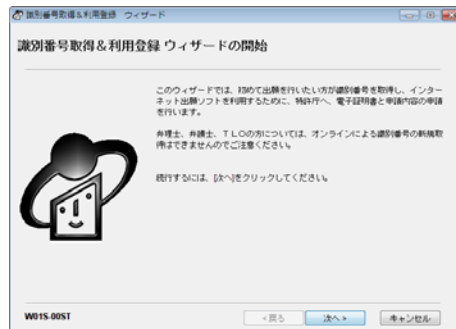 識別番号取得＆利用登録 ウィザード
識別番号取得＆利用登録 ウィザードの開始
このウィザードでは、初めて出願を行いたい方が識別番号を取得し、インター
ネット出願ソフトを利用するために、特許庁へ、電子証明書と申請内容の申請
を行います。
弁理士、弁護士、ＴＬＯの方については、オンラインによる識別番号の新規取
得はできませんのでご注意ください。
続行するには、[次へ]をクリックしてください。
W01S-00ST
<戻る
次へ>
キャンセル